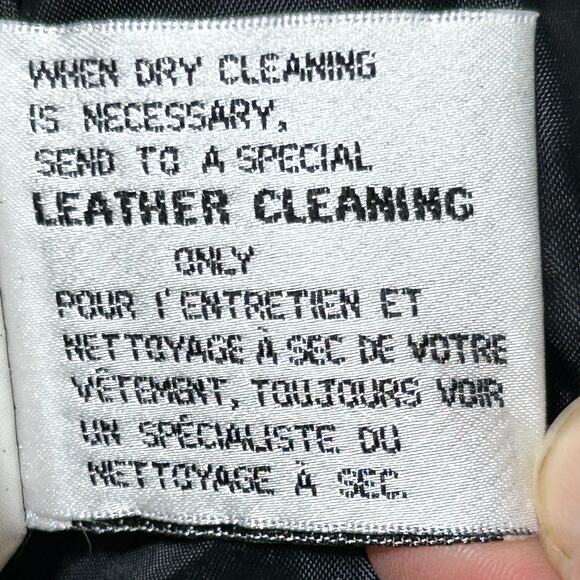 WHEN DRY CLEANING
IS NECESSARY,
SEND TO A SPECIAL
LEATHER CLEANING
ONLY
POUR l'ENTRETIEN ET
NETTOYAGE À SEC DE VOTRE
VÊTEMENT, TOUJOURS VOIR
UN SPÉCIALISTE DU
NETTOYAGE À SEC.